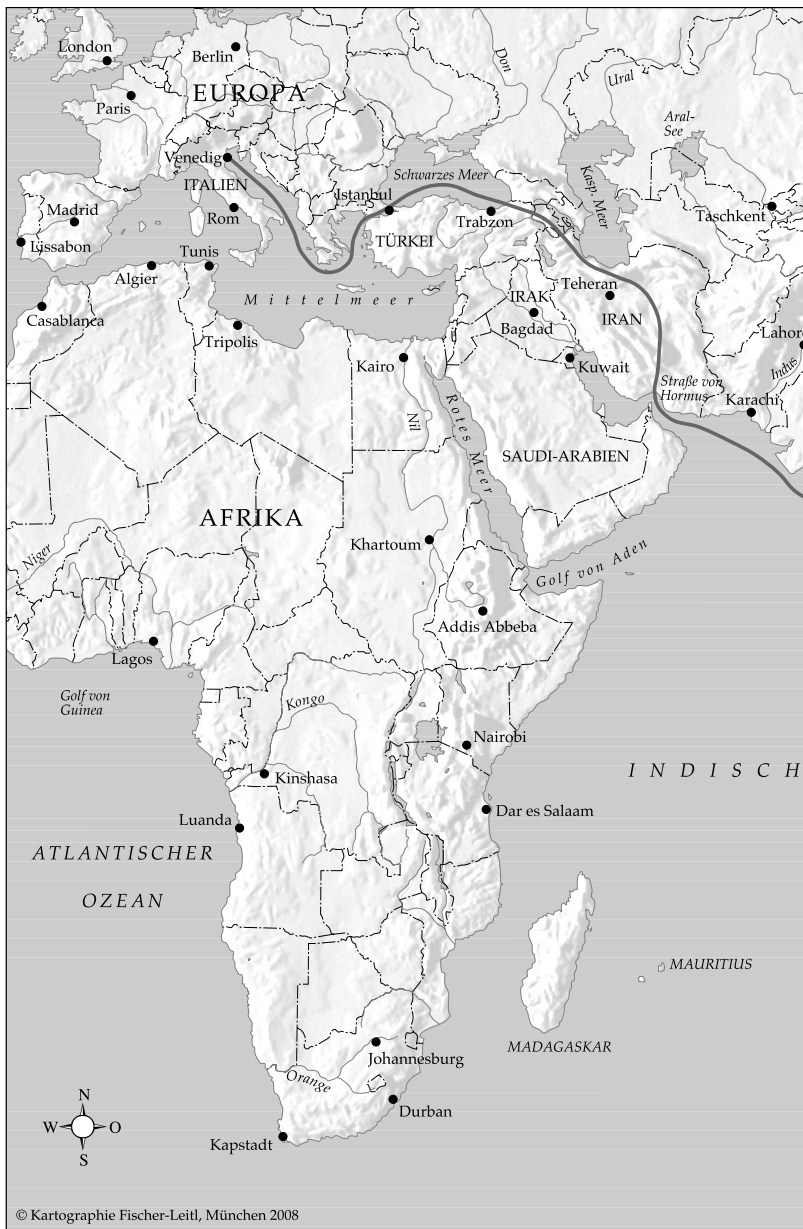 London
Berlin
Don
Ural
EUROPA
Paris
Aral-
See
Venedig
Schwarzes Meer
Kasp. Meer
ITALIEN
Istanbul
Madrid
Rom
Trabzon
Taschkent
Lissabon
TÜRKEI
Tunis
Algier
Teheran
Mittelmeer
IRAK
IRAN
Casablanca
Bagdad
Tripolis
Lahore
Kairo
Kuwait
Indus
Straße von
Hormus
Karachi
Nil
Rotes Meer
SAUDI-ARABIEN
AFRIKA
Khartoum
Niger
Golf von Aden
Addis Abbeba
Lagos
Golf von
Guinea
Kongo
Nairobi
INDISCH
Kinshasa
Dar es Salaam
Luanda
ATLANTISCHER
OZEAN
MAURITIUS
MADAGASKAR
Johannesburg
Orange
N
Durban
W O
Kapstadt
S
© Kartographie Fischer-Leitl, München 2008